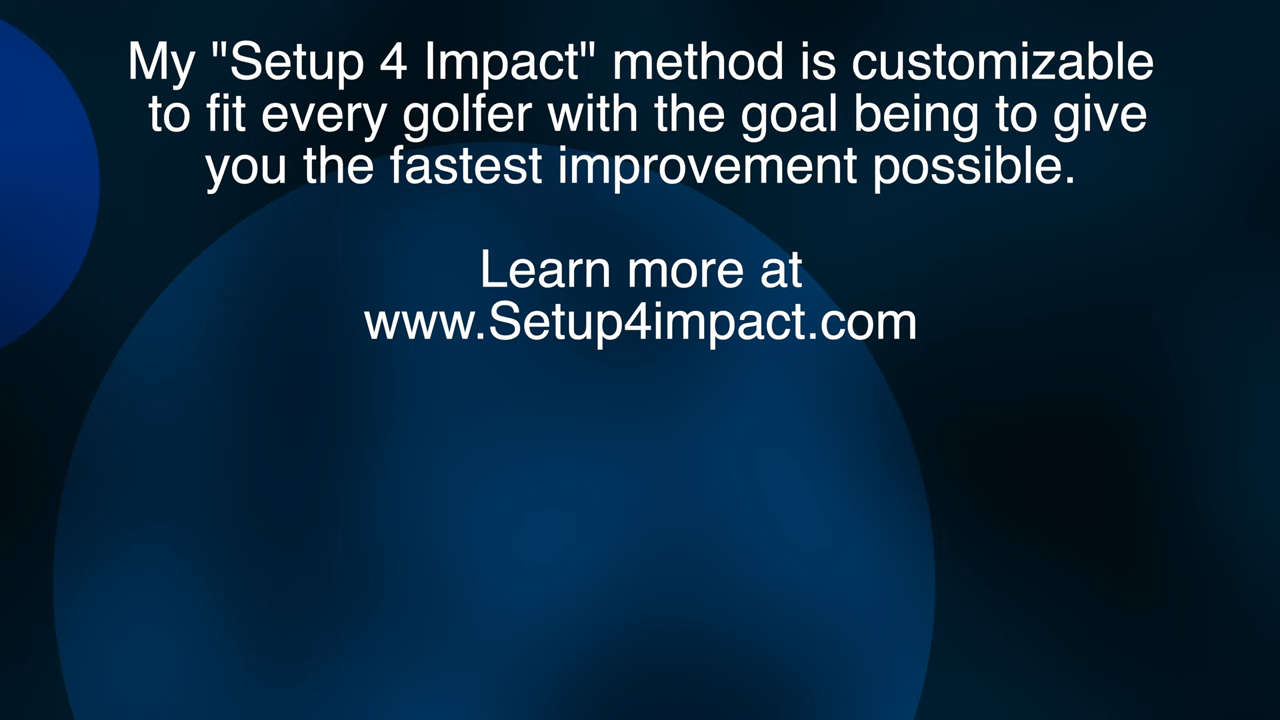 My "Setup 4 Impact" method is customizable
to fit every golfer with the goal being to give
you the fastest improvement possible.
Learn more at
www.Setup4impact.com